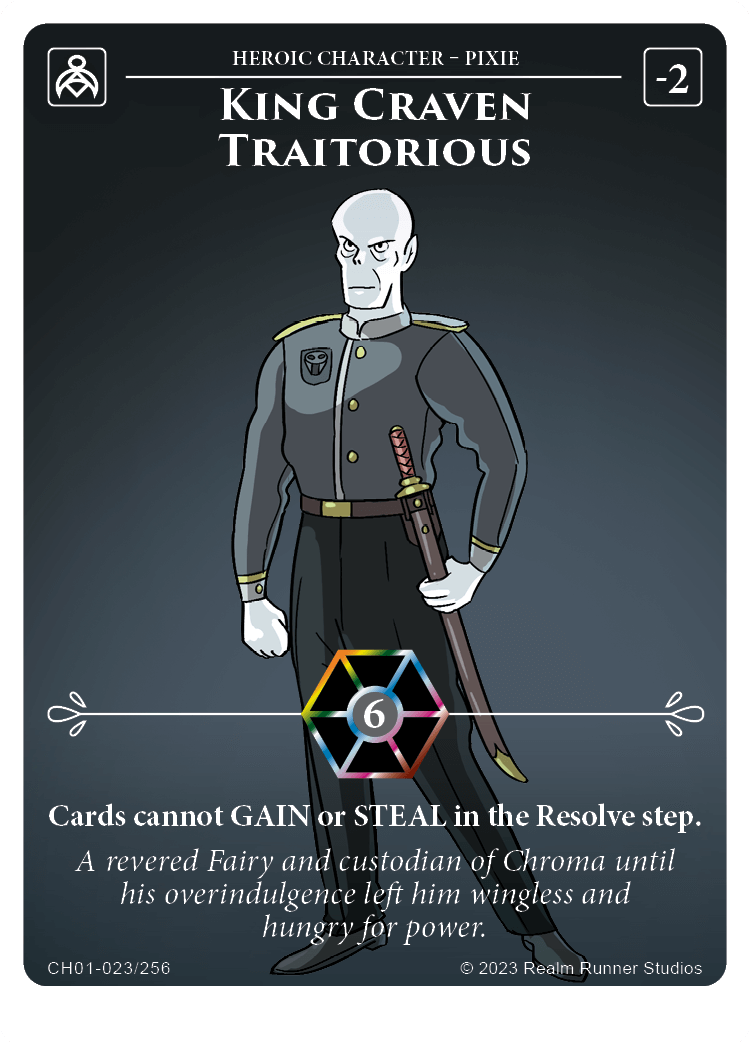 HEROIC CHARACTER – PIXIE
-2
KING CRAVEN
TRAITORIOUS
6
Cards cannot GAIN or STEAL in the Resolve step.
A revered Fairy and custodian of Chroma until
his overindulgence left him wingless and
hungry for power.
CH01-023/256
© 2023 Realm Runner Studios